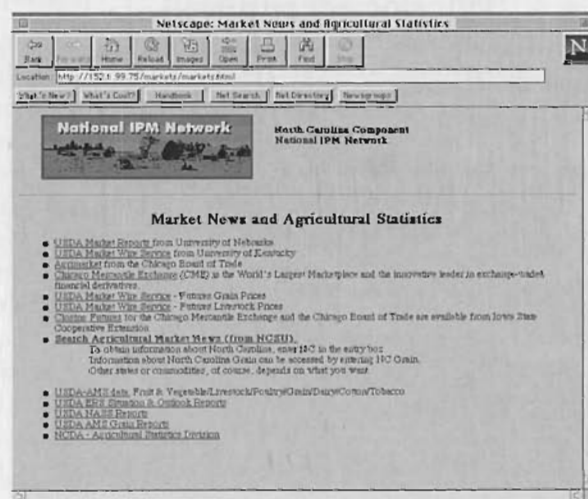 Netscape: Market News and Agricultural Statistics
Back Forward Home Reload Images Open Print Find Stop
N
Location: http://152.1.99.75/markets/markets.html
What's New? What's Cool? Handbook Net Search Net Directory Newsgroups
National IPM Network
North Carolina Component
National IPM Network
Market News and Agricultural Statistics
USDA Market Reports from University of Nebraska
USDA Market Wire Service from University of Kentucky
from the Chicago Board of Trade
Chicago Mercantile Exchange (CME) is the World's Largest Marketplace and the innovative leader in exchange-traded
financial derivatives.
USDA Market Wire Service - Futures Grain Prices
USDA Market Wire Service - Futures Livestock Prices
Closing Futures for the Chicago Mercantile Exchange and the Chicago Board of Trade are available from Iowa State
Cooperative Extension
Search Agricultural Market News (from NCSU).
To obtain information about North Carolina, enter NC in the entry box
Information about North Carolina Grain can be accessed by entering NC Grain.
Other states or commodities, of course, depends on what you want.
USDA-AMS data, Fruit & Vegetable/Livestock/Poultry/Grain/Dairy/Cotton/Tobacco
USDA ERS Situation & Outlook Reports
USDA NASS Reports
USDA AMS Grain Reports
NCDA - Agricultural Statistics Division